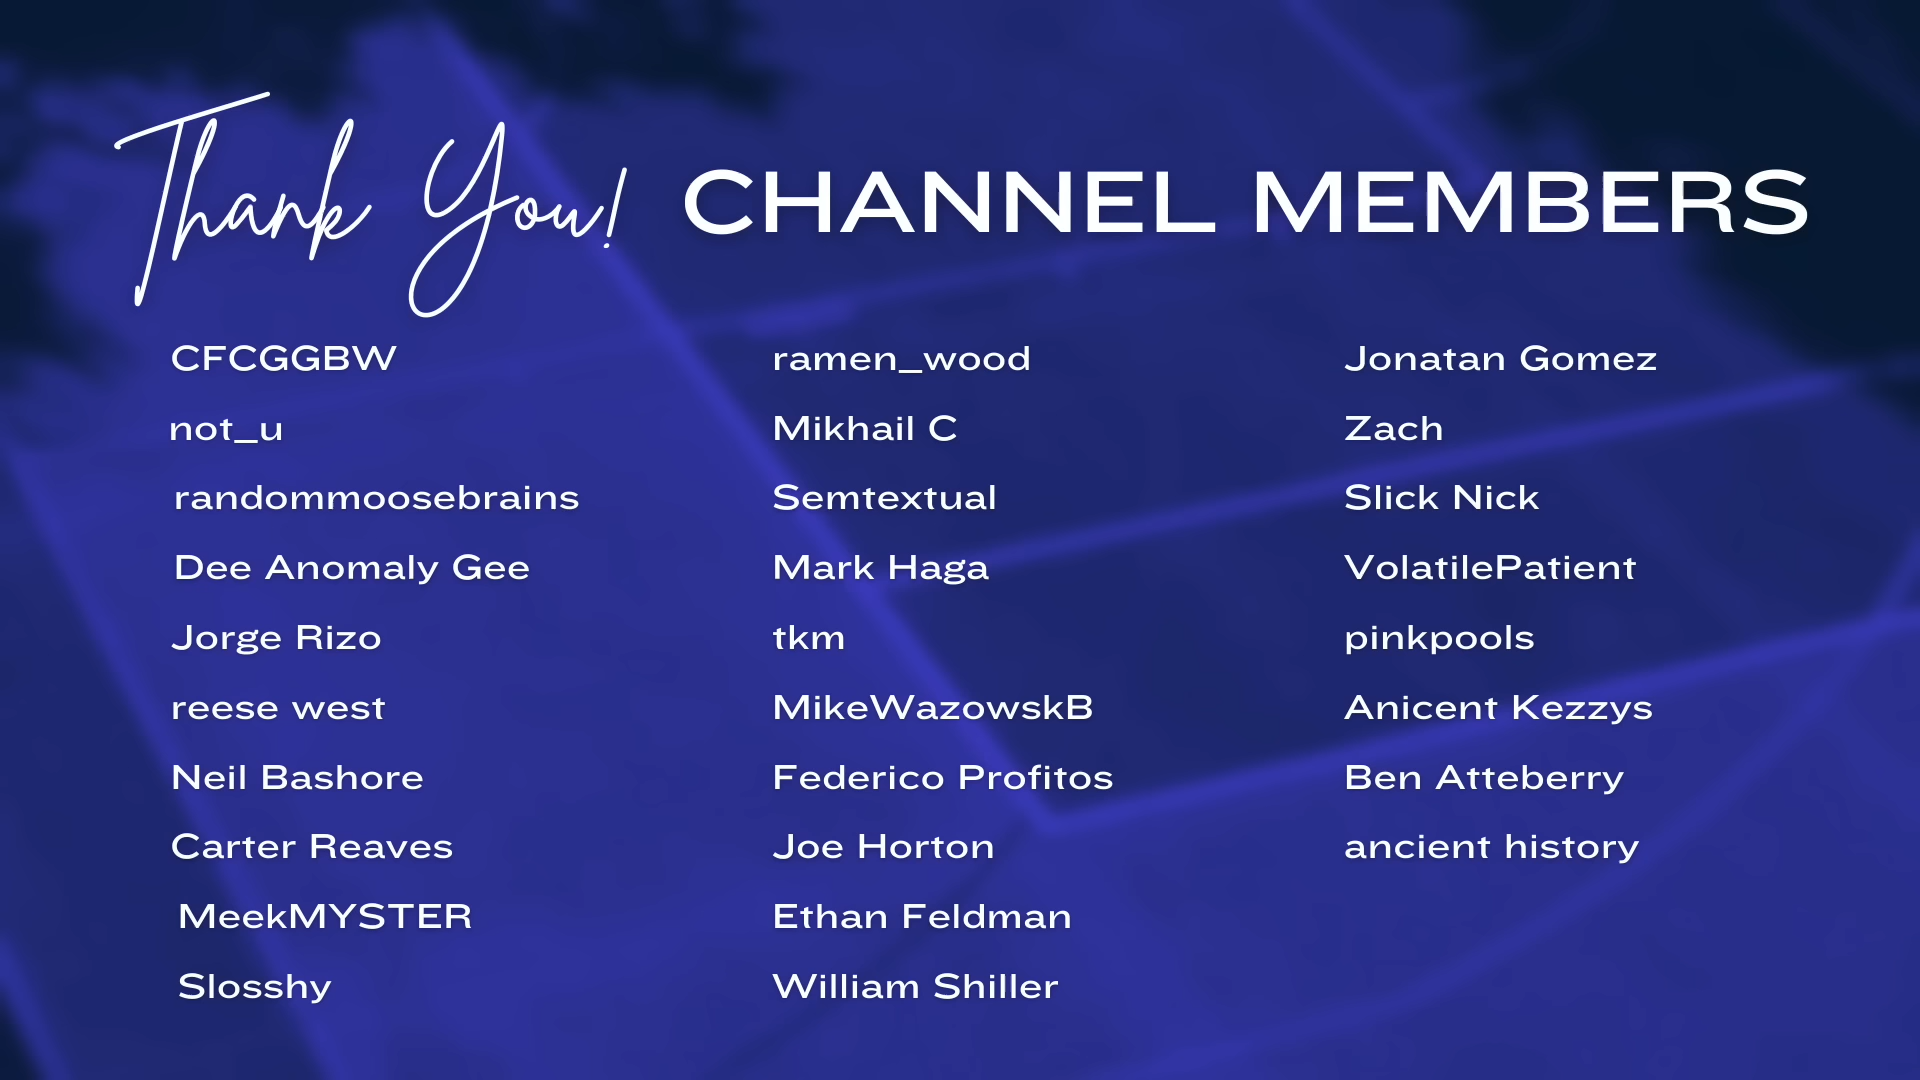 Thank You! CHANNEL MEMBERS
CFCGGBW
not_u
randommoosebrains
Dee Anomaly Gee
Jorge Rizo
reese west
Neil Bashore
Carter Reaves
MeekMYSTER
Slosshy
ramen_wood
Mikhail C
Semtextual
Mark Haga
tkm
MikeWazowskB
Federico Profitos
Joe Horton
Ethan Feldman
William Shiller
Jonatan Gomez
Zach
Slick Nick
VolatilePatient
pinkpools
Anicent Kezzys
Ben Atteberry
ancient history